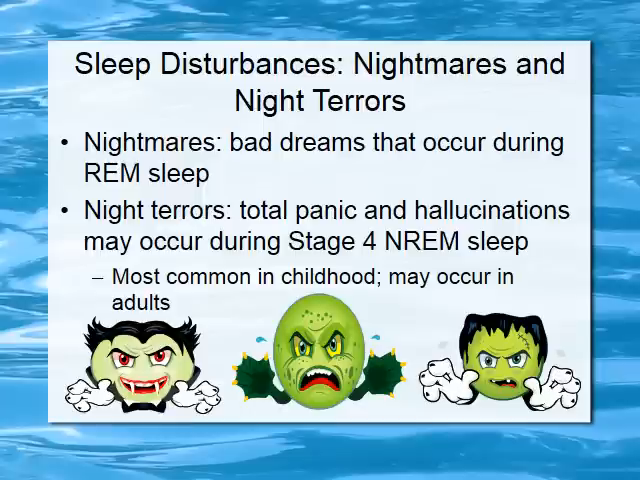 Sleep Disturbances: Nightmares and
Night Terrors
• Nightmares: bad dreams that occur during
REM sleep
• Night terrors: total panic and hallucinations
may occur during Stage 4 NREM sleep
– Most common in childhood; may occur in
adults